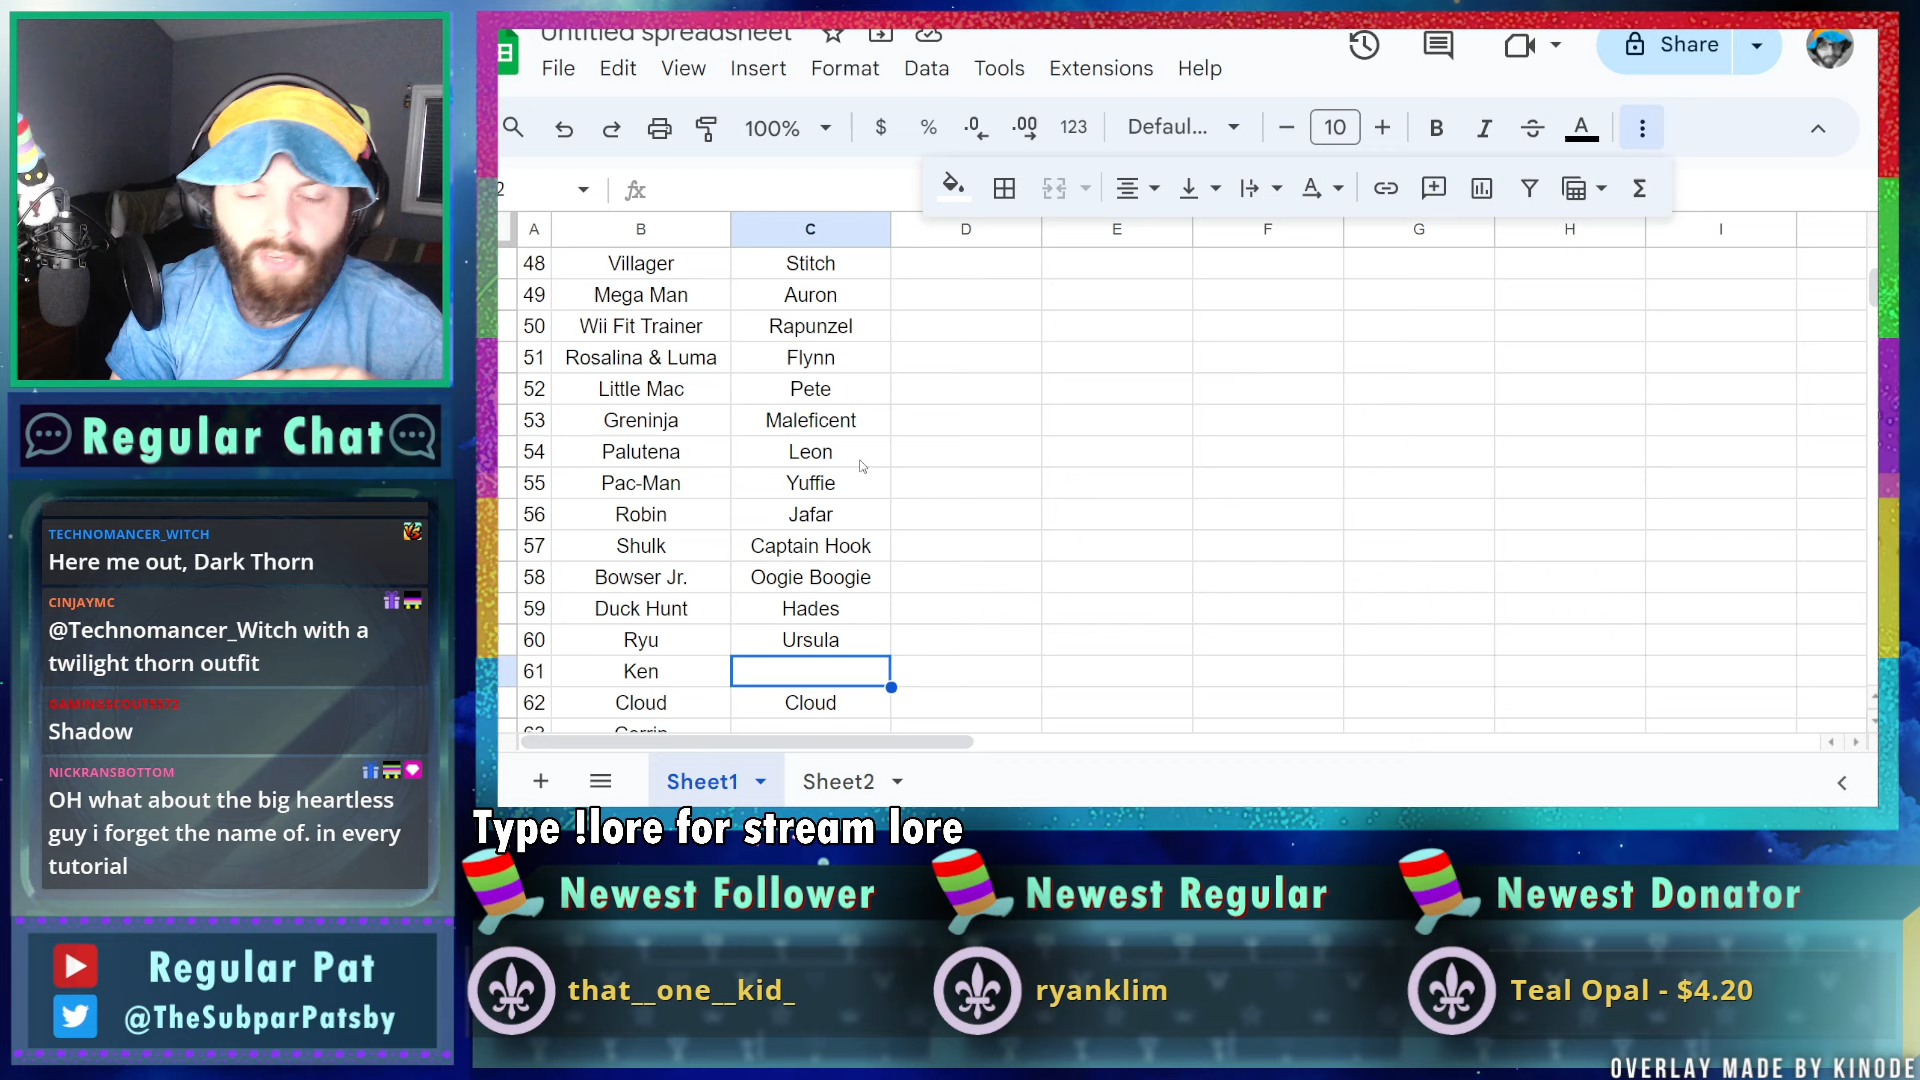 Untitled spreadsheet
File Edit View Insert Format Data Tools Extensions Help
Share
100% $ % .0 .00 123 Defaul... 10 B I S A
2 fx
A B C D E F G H I
48 Villager Stitch
49 Mega Man Auron
50 Wii Fit Trainer Rapunzel
51 Rosalina & Luma Flynn
52 Little Mac Pete
53 Greninja Maleficent
54 Palutena Leon
55 Pac-Man Yuffie
56 Robin Jafar
57 Shulk Captain Hook
58 Bowser Jr. Oogie Boogie
59 Duck Hunt Hades
60 Ryu Ursula
61 Ken
62 Cloud Cloud
63 Corrin
Sheet1 Sheet2
Regular Chat
TECHNOMANCER_WITCH
Here me out, Dark Thorn
CINJAYMC
@Technomancer_Witch with a
twilight thorn outfit
GAMINGSCOUT5572
Shadow
NICKRANSBOTTOM
OH what about the big heartless
guy i forget the name of. in every
tutorial
Regular Pat
@TheSubparPatsby
Type !lore for stream lore
Newest Follower
that__one__kid_
Newest Regular
ryanklim
Newest Donator
Teal Opal - $4.20
OVERLAY MADE BY KINODE